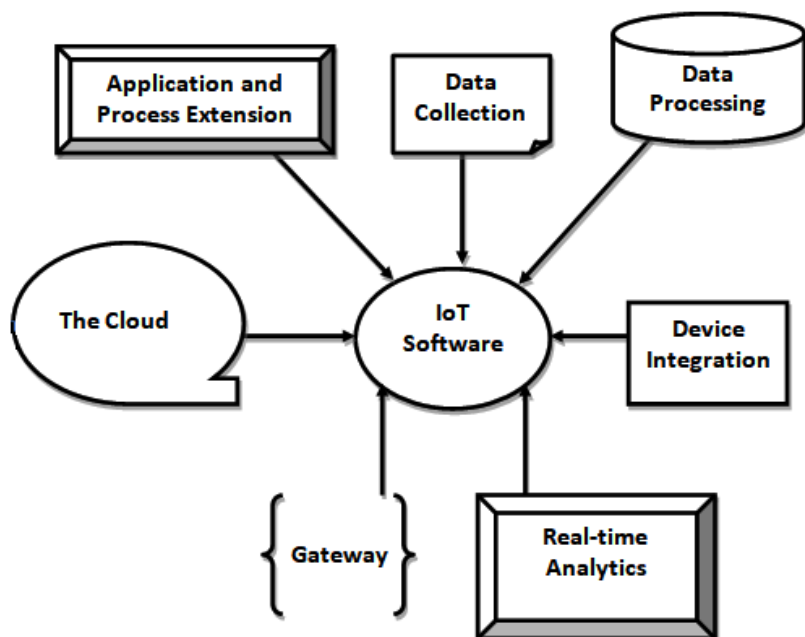 Application and
Process Extension
Data
Collection
Data
Processing
The Cloud
IoT
Software
Device
Integration
Gateway
Real-time
Analytics